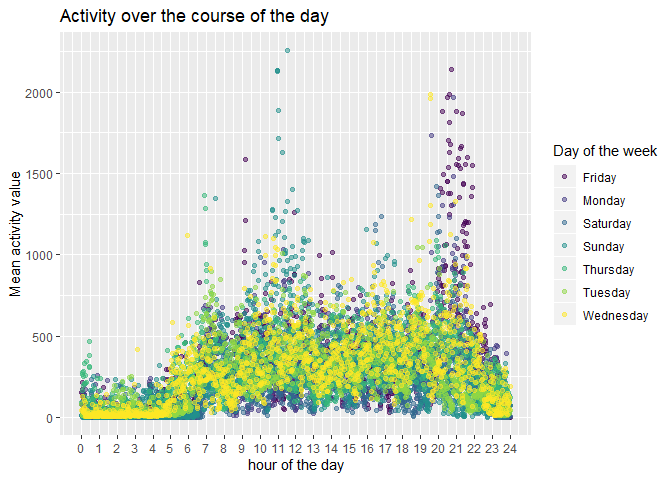 Activity over the course of the day
Mean activity value
2000
1500
1000
500
0
0 1 2 3 4 5 6 7 8 9 10 11 12 13 14 15 16 17 18 19 20 21 22 23 24
hour of the day
Day of the week
Friday
Monday
Saturday
Sunday
Thursday
Tuesday
Wednesday